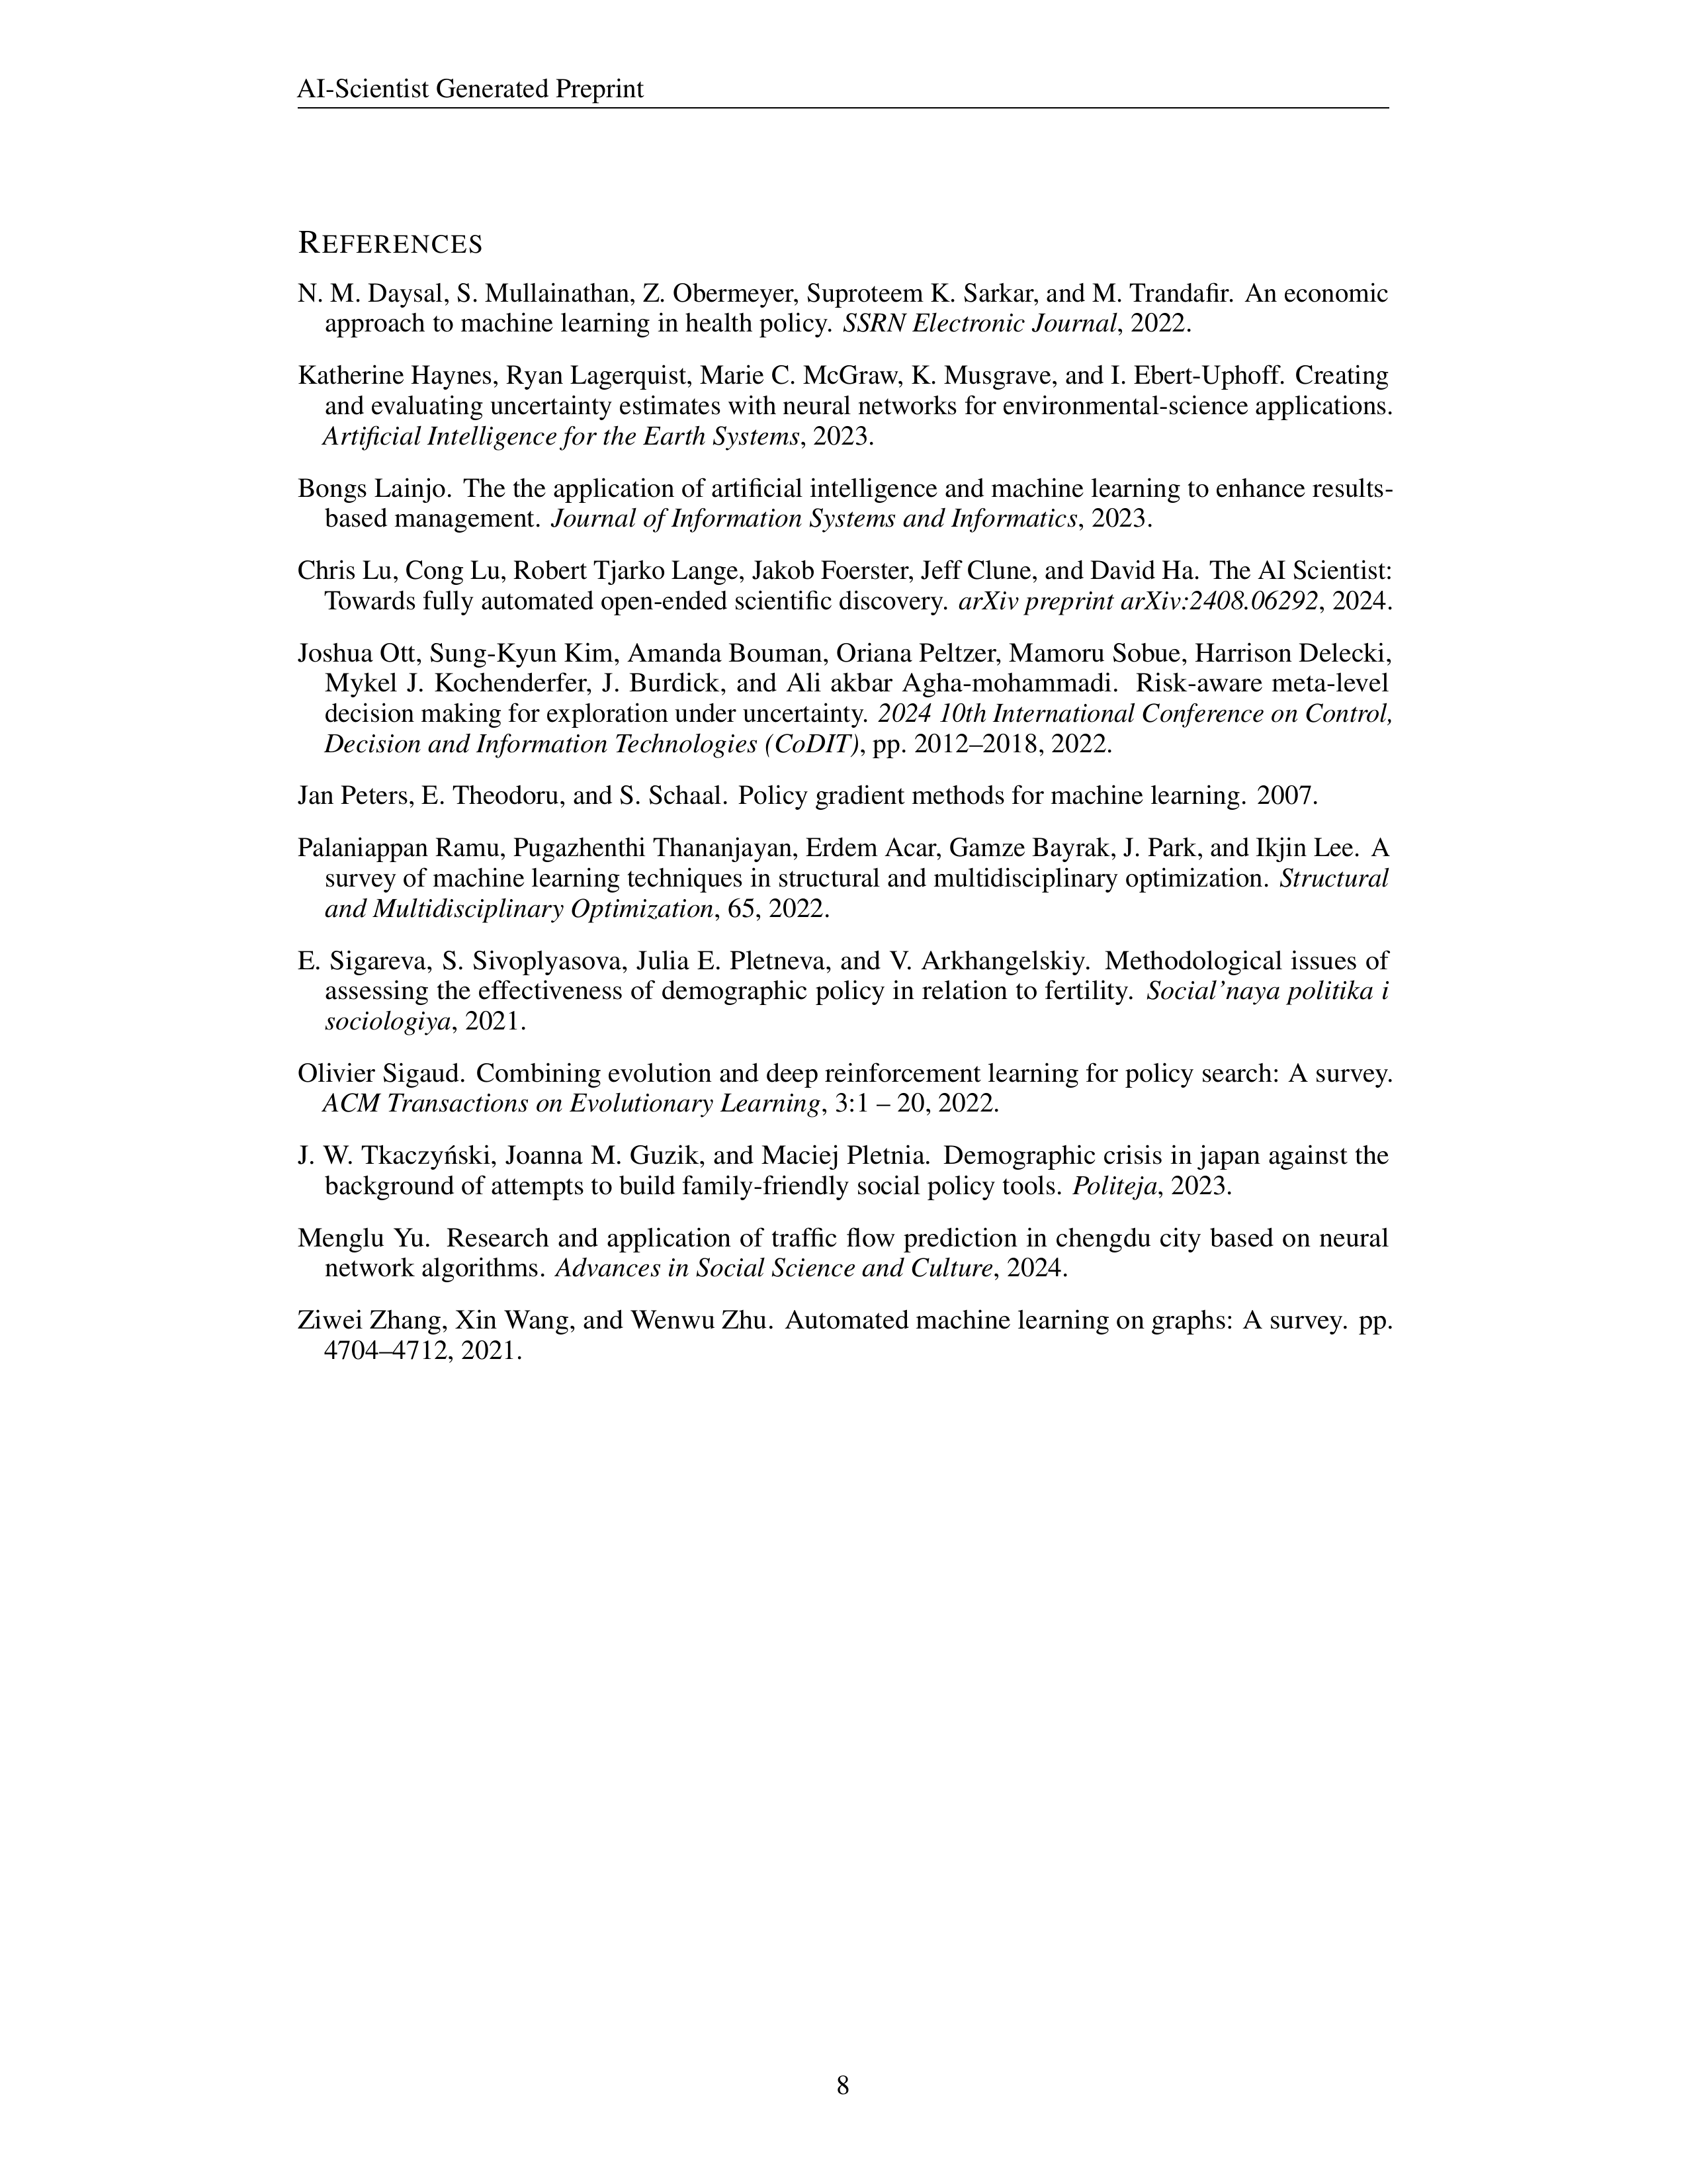 AI-Scientist Generated Preprint
REFERENCES
N. M. Daysal, S. Mullainathan, Z. Obermeyer, Suproteem K. Sarkar, and M. Trandafir. An economic
approach to machine learning in health policy. SSRN Electronic Journal, 2022.
Katherine Haynes, Ryan Lagerquist, Marie C. McGraw, K. Musgrave, and I. Ebert-Uphoff. Creating
and evaluating uncertainty estimates with neural networks for environmental-science applications.
Artificial Intelligence for the Earth Systems, 2023.
Bongs Lainjo. The the application of artificial intelligence and machine learning to enhance results-
based management. Journal of Information Systems and Informatics, 2023.
Chris Lu, Cong Lu, Robert Tjarko Lange, Jakob Foerster, Jeff Clune, and David Ha. The AI Scientist:
Towards fully automated open-ended scientific discovery. arXiv preprint arXiv:2408.06292, 2024.
Joshua Ott, Sung-Kyun Kim, Amanda Bouman, Oriana Peltzer, Mamoru Sobue, Harrison Delecki,
Mykel J. Kochenderfer, J. Burdick, and Ali akbar Agha-mohammadi. Risk-aware meta-level
decision making for exploration under uncertainty. 2024 10th International Conference on Control,
Decision and Information Technologies (CoDIT), pp. 2012–2018, 2022.
Jan Peters, E. Theodoru, and S. Schaal. Policy gradient methods for machine learning. 2007.
Palaniappan Ramu, Pugazhenthi Thananjayan, Erdem Acar, Gamze Bayrak, J. Park, and Ikjin Lee. A
survey of machine learning techniques in structural and multidisciplinary optimization. Structural
and Multidisciplinary Optimization, 65, 2022.
E. Sigareva, S. Sivoplyasova, Julia E. Pletneva, and V. Arkhangelskiy. Methodological issues of
assessing the effectiveness of demographic policy in relation to fertility. Social'naya politika i
sociologiya, 2021.
Olivier Sigaud. Combining evolution and deep reinforcement learning for policy search: A survey.
ACM Transactions on Evolutionary Learning, 3:1 – 20, 2022.
J. W. Tkaczyński, Joanna M. Guzik, and Maciej Pletnia. Demographic crisis in japan against the
background of attempts to build family-friendly social policy tools. Politeja, 2023.
Menglu Yu. Research and application of traffic flow prediction in chengdu city based on neural
network algorithms. Advances in Social Science and Culture, 2024.
Ziwei Zhang, Xin Wang, and Wenwu Zhu. Automated machine learning on graphs: A survey. pp.
4704–4712, 2021.
8